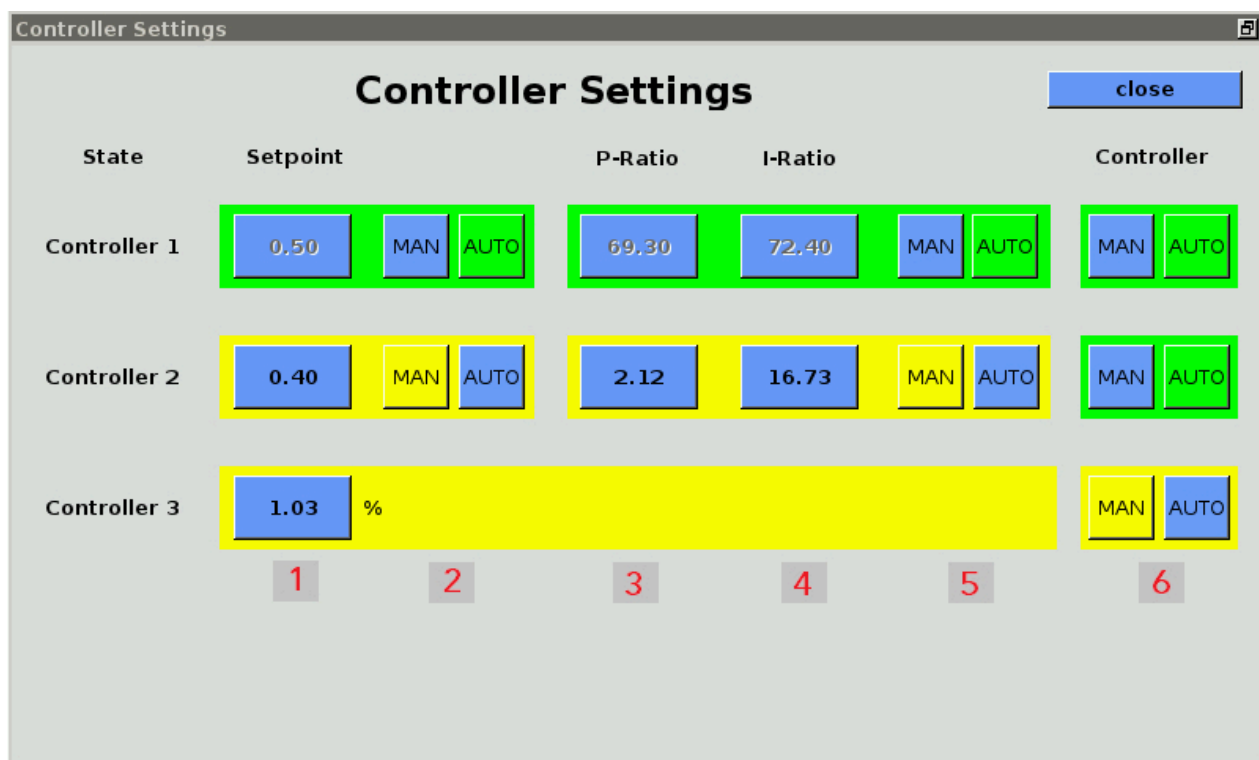 Controller Settings
Controller Settings
close
State Setpoint P-Ratio I-Ratio Controller
Controller 1 0.50 MAN AUTO 69.30 72.40 MAN AUTO MAN AUTO
Controller 2 0.40 MAN AUTO 2.12 16.73 MAN AUTO MAN AUTO
Controller 3 1.03 % MAN AUTO
1 2 3 4 5 6